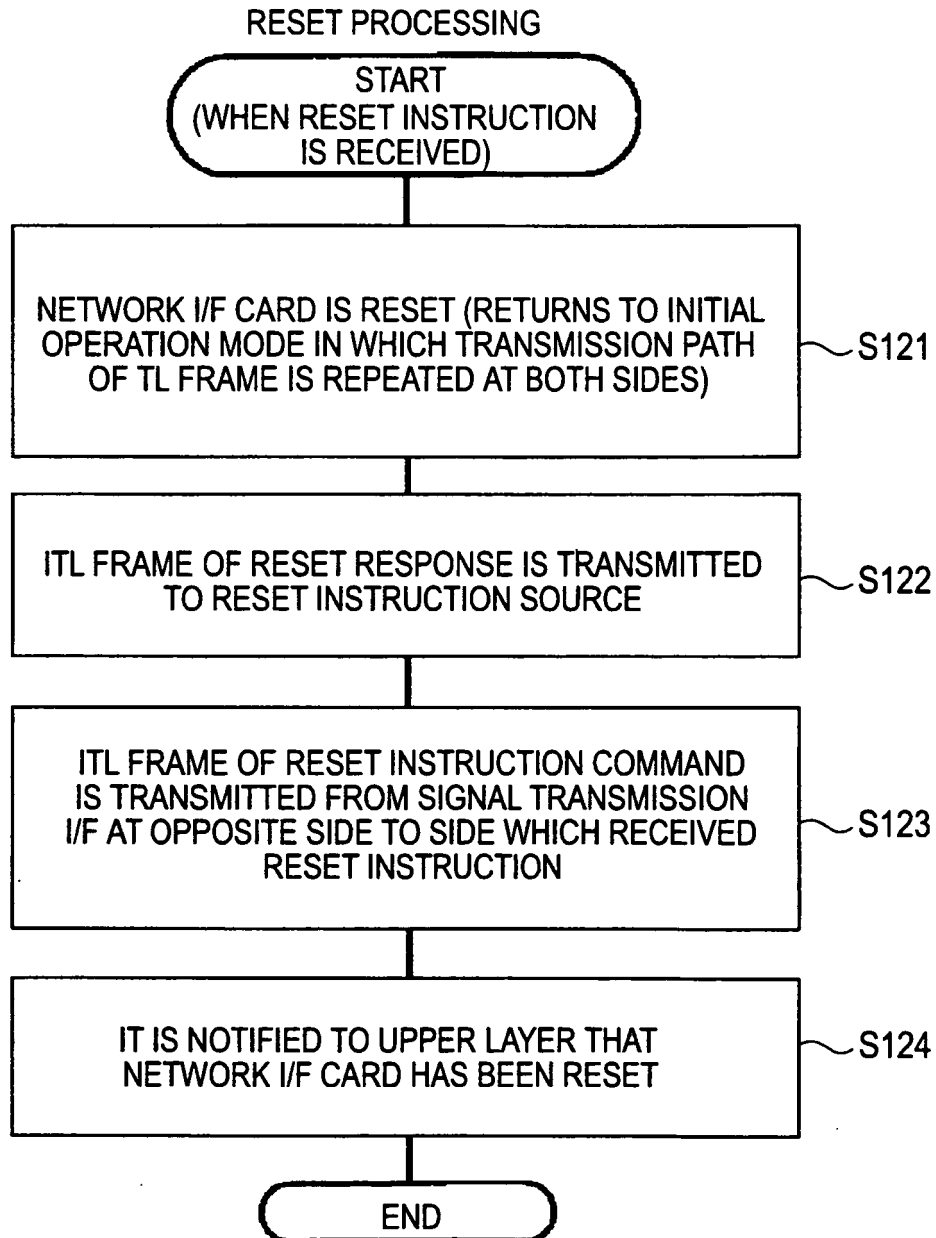 RESET PROCESSING
START
(WHEN RESET INSTRUCTION
IS RECEIVED)
NETWORK I/F CARD IS RESET (RETURNS TO INITIAL
OPERATION MODE IN WHICH TRANSMISSION PATH
OF TL FRAME IS REPEATED AT BOTH SIDES)
S121
ITL FRAME OF RESET RESPONSE IS TRANSMITTED
TO RESET INSTRUCTION SOURCE
S122
ITL FRAME OF RESET INSTRUCTION COMMAND
IS TRANSMITTED FROM SIGNAL TRANSMISSION
I/F AT OPPOSITE SIDE TO SIDE WHICH RECEIVED
RESET INSTRUCTION
S123
IT IS NOTIFIED TO UPPER LAYER THAT
NETWORK I/F CARD HAS BEEN RESET
S124
END